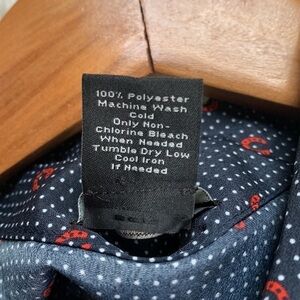 100% Polyester
Machine Wash
Cold
Only Non-
Chlorine Bleach
When Needed
Tumble Dry Low
Cool Iron
If Needed